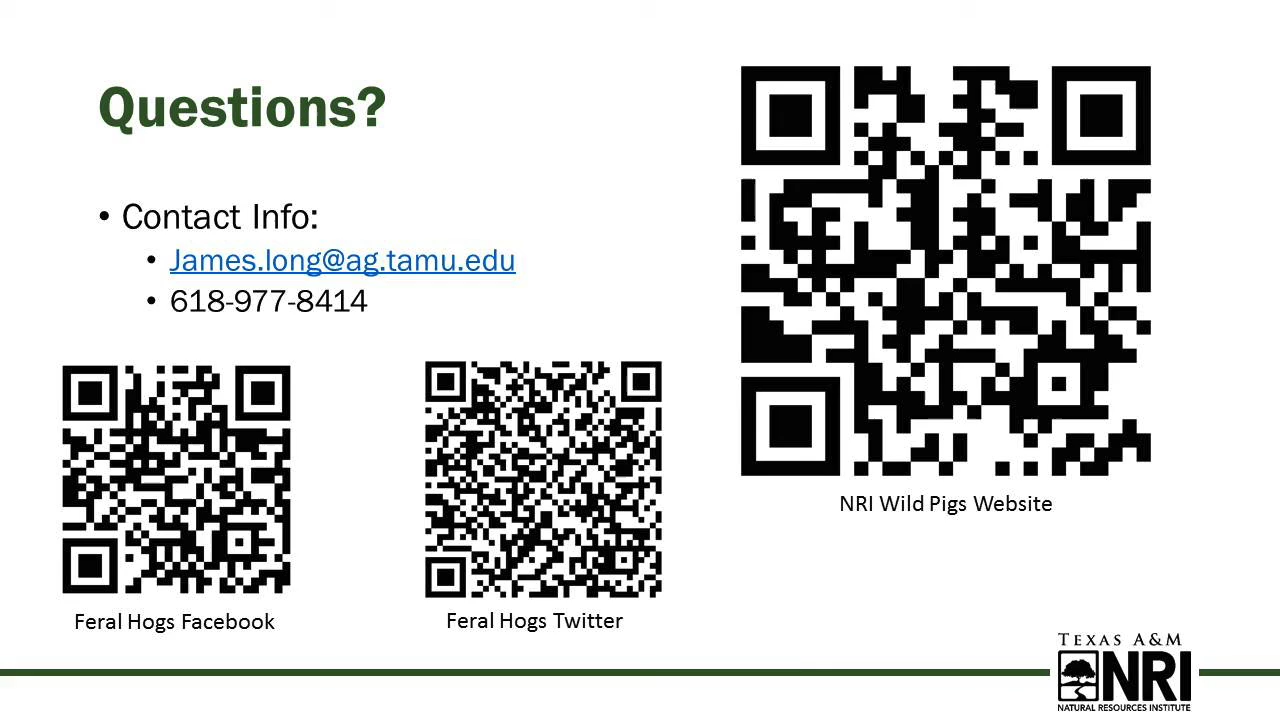 Questions?
• Contact Info:
• James.long@ag.tamu.edu
• 618-977-8414
NRI Wild Pigs Website
Feral Hogs Facebook
Feral Hogs Twitter
TEXAS A&M
NRI
NATURAL RESOURCES INSTITUTE